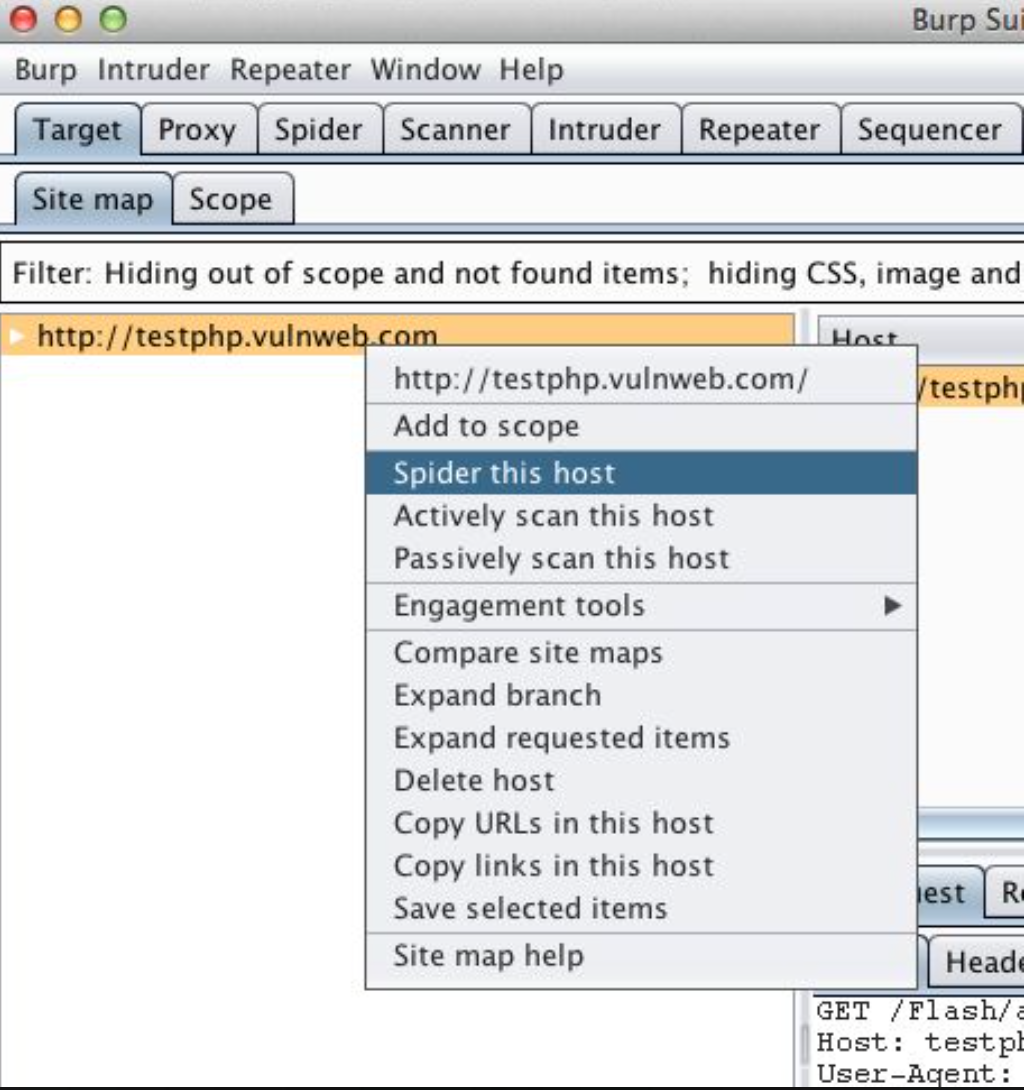 Burp Sui
Burp Intruder Repeater Window Help
Target Proxy Spider Scanner Intruder Repeater Sequencer
Site map Scope
Filter: Hiding out of scope and not found items; hiding CSS, image and
http://testphp.vulnweb.com
Host
/testphp
http://testphp.vulnweb.com/
Add to scope
Spider this host
Actively scan this host
Passively scan this host
Engagement tools
Compare site maps
Expand branch
Expand requested items
Delete host
Copy URLs in this host
Copy links in this host
Save selected items
Site map help
uest Re
Heade
GET /Flash/a
Host: testph
User-Agent: